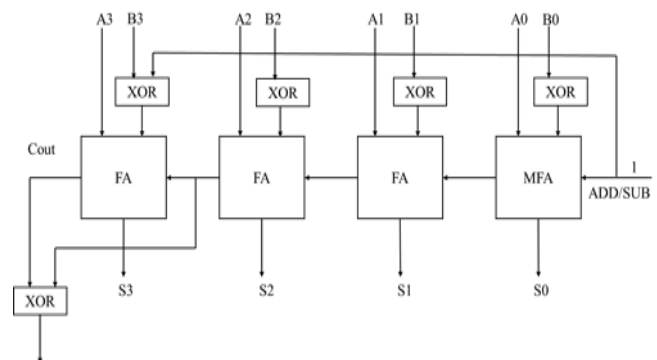 A3 B3 A2 B2 A1 B1 A0 B0
XOR XOR XOR XOR
Cout
FA FA FA MFA
1
ADD/SUB
S3 S2 S1 S0
XOR